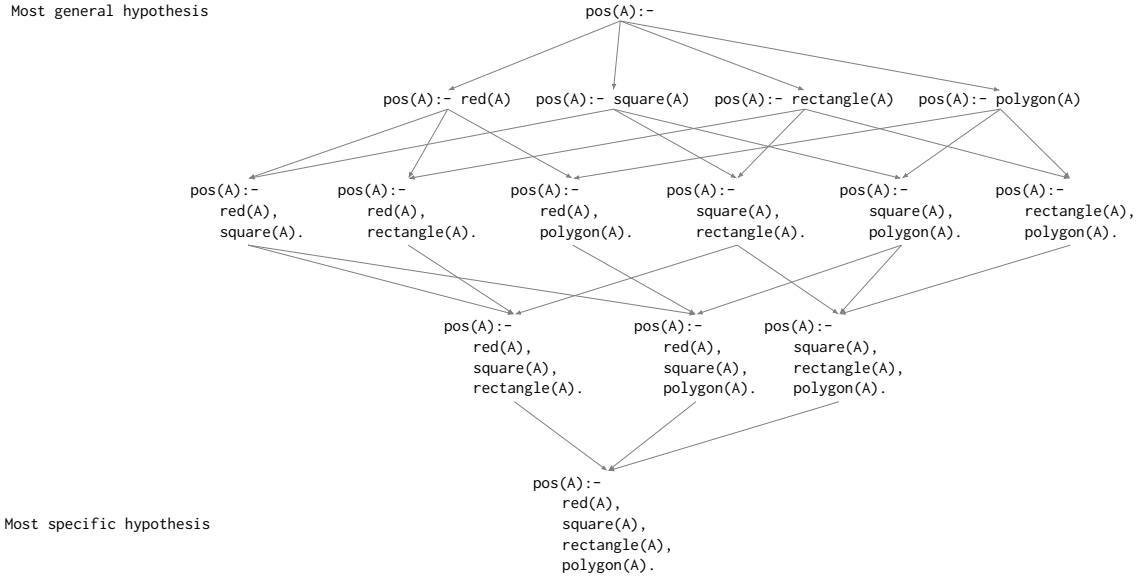 Most general hypothesis
pos(A):-
pos(A):- red(A)
pos(A):- square(A)
pos(A):- rectangle(A)
pos(A):- polygon(A)
pos(A):-
red(A),
square(A).
pos(A):-
red(A),
rectangle(A).
pos(A):-
red(A),
polygon(A).
pos(A):-
square(A),
rectangle(A).
pos(A):-
square(A),
polygon(A).
pos(A):-
rectangle(A),
polygon(A).
pos(A):-
red(A),
square(A),
rectangle(A).
pos(A):-
red(A),
square(A),
polygon(A).
pos(A):-
square(A),
rectangle(A),
polygon(A).
Most specific hypothesis
pos(A):-
red(A),
square(A),
rectangle(A),
polygon(A).